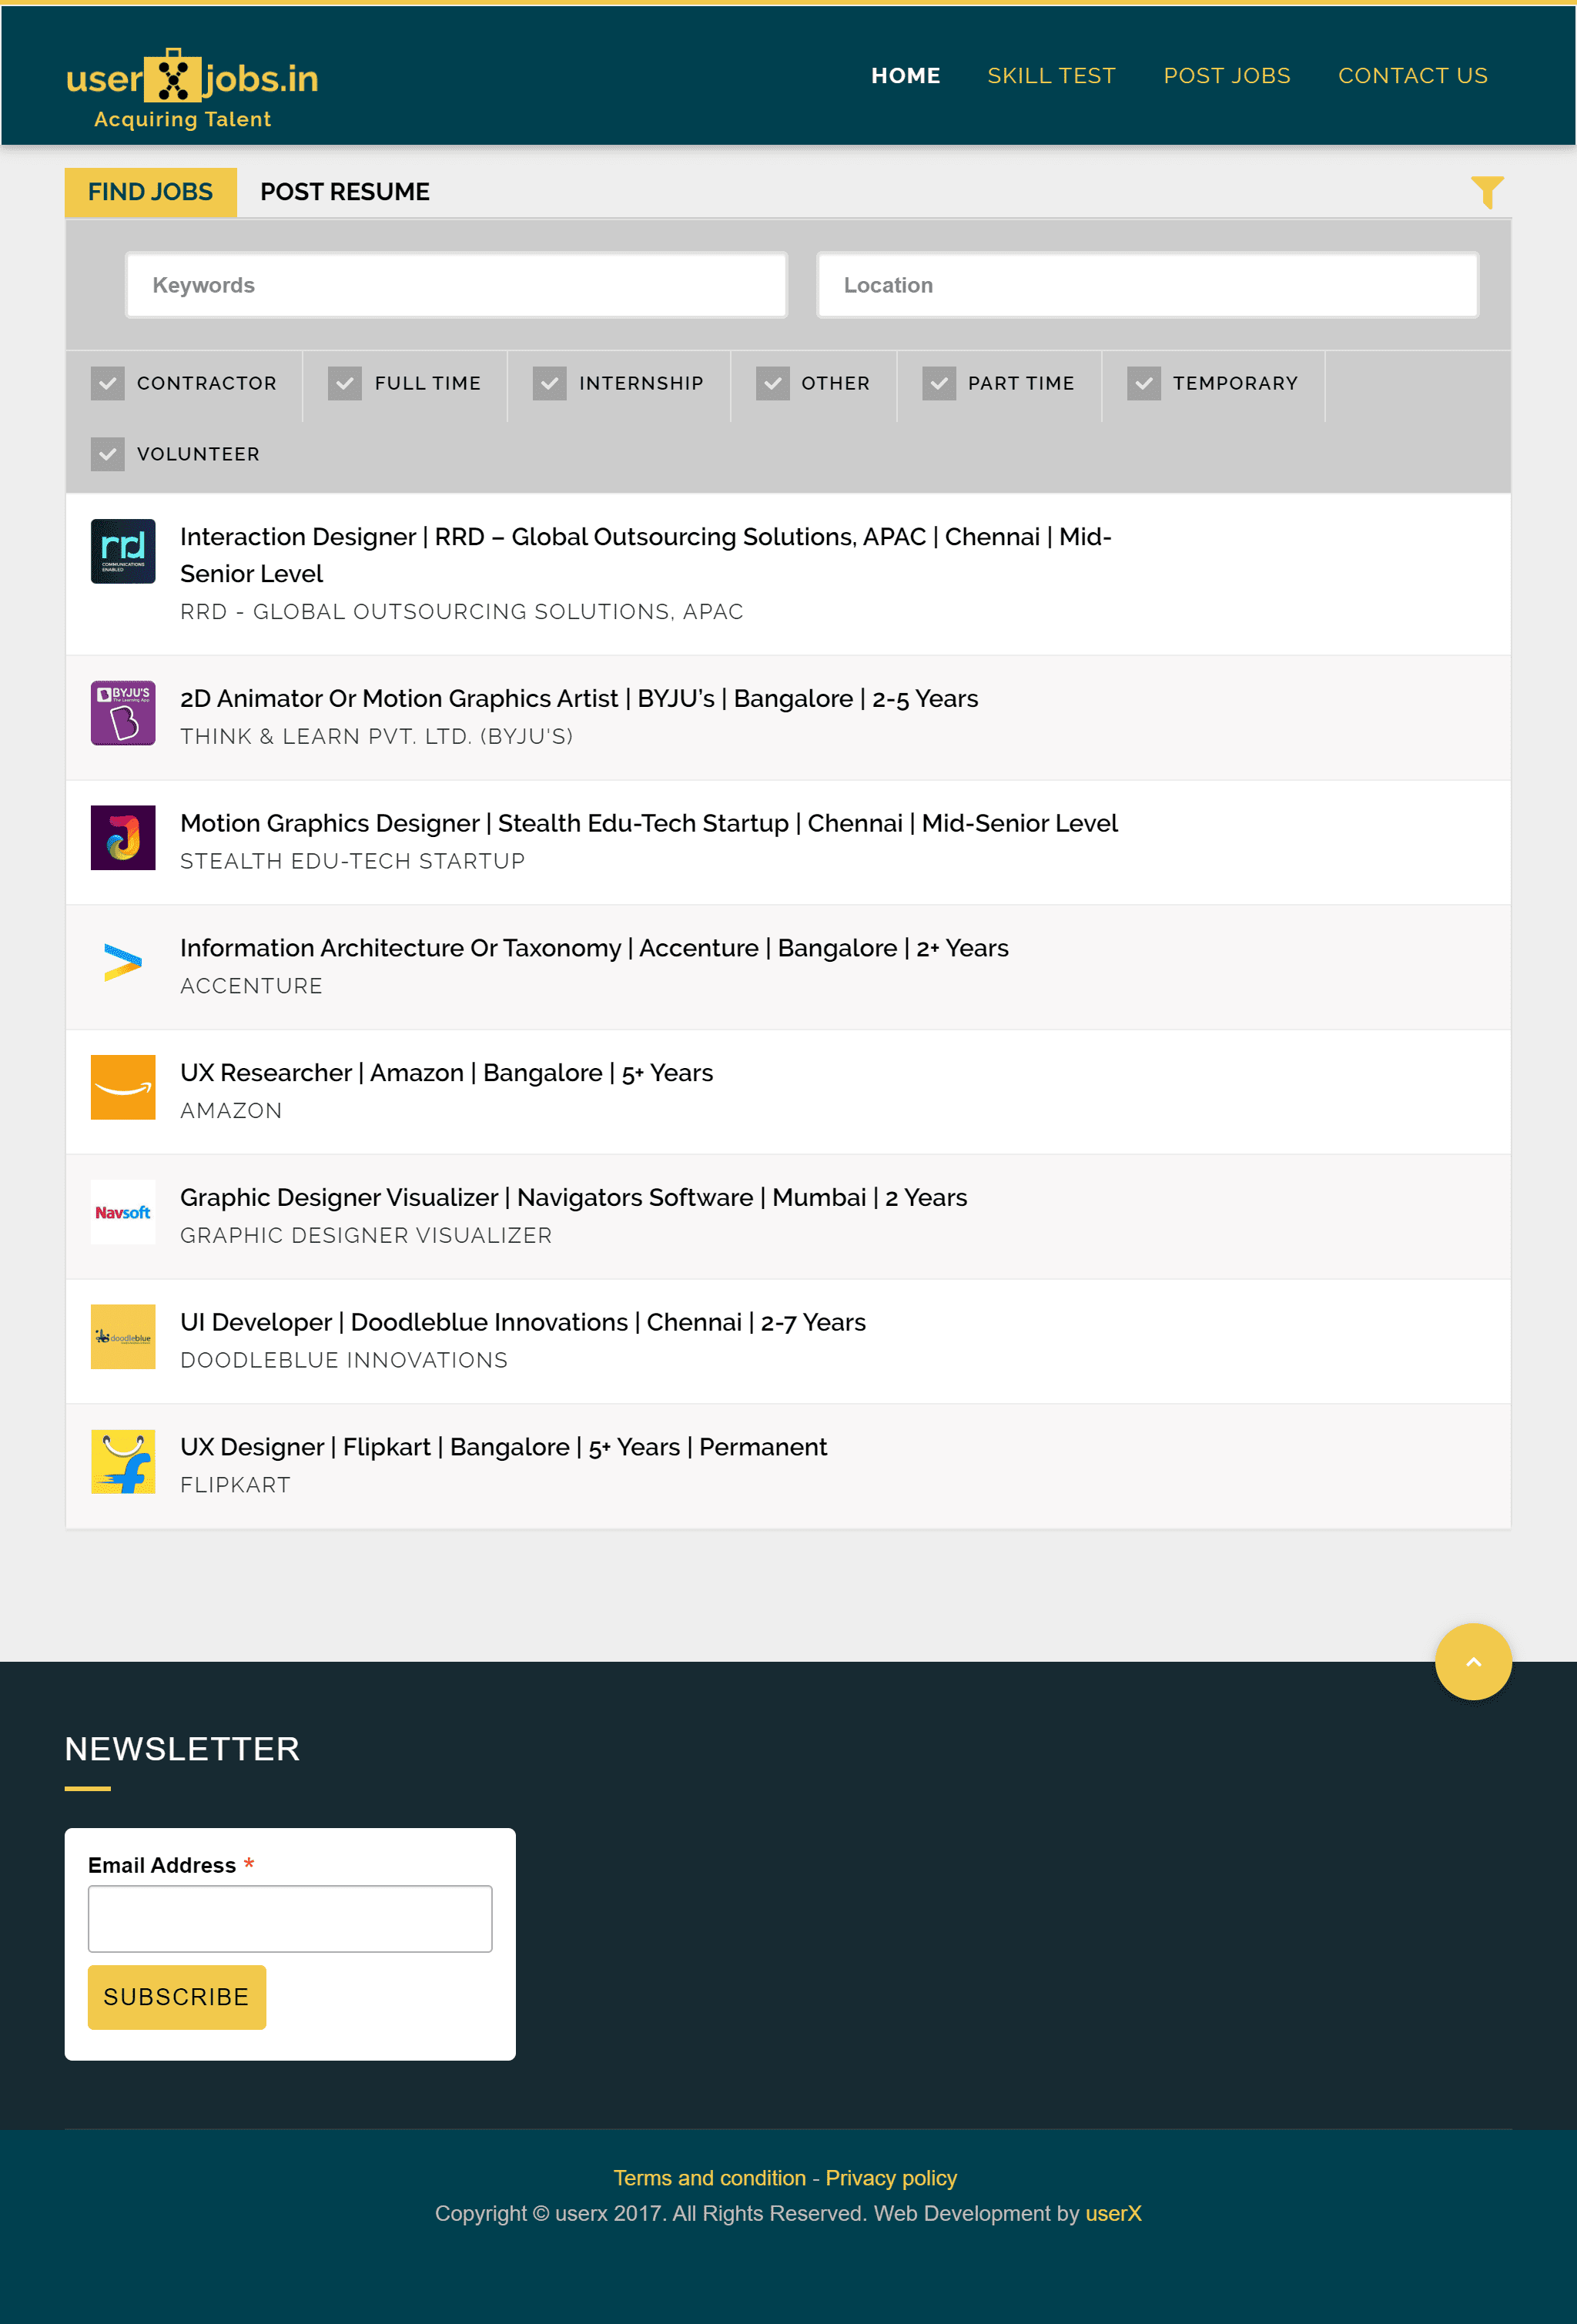 userXjobs.in
Acquiring Talent
HOME SKILL TEST POST JOBS CONTACT US
FIND JOBS POST RESUME
Keywords Location
CONTRACTOR FULL TIME INTERNSHIP OTHER PART TIME TEMPORARY
VOLUNTEER
rrd
COMMUNICATIONS
ENABLED
Interaction Designer | RRD – Global Outsourcing Solutions, APAC | Chennai | Mid-
Senior Level
RRD - GLOBAL OUTSOURCING SOLUTIONS, APAC
BYJU'S
The Learning App
2D Animator Or Motion Graphics Artist | BYJU’s | Bangalore | 2-5 Years
THINK & LEARN PVT. LTD. (BYJU'S)
Motion Graphics Designer | Stealth Edu-Tech Startup | Chennai | Mid-Senior Level
STEALTH EDU-TECH STARTUP
Information Architecture Or Taxonomy | Accenture | Bangalore | 2+ Years
ACCENTURE
UX Researcher | Amazon | Bangalore | 5+ Years
AMAZON
Navsoft
Graphic Designer Visualizer | Navigators Software | Mumbai | 2 Years
GRAPHIC DESIGNER VISUALIZER
doodleblue
UI Developer | Doodleblue Innovations | Chennai | 2-7 Years
DOODLEBLUE INNOVATIONS
UX Designer | Flipkart | Bangalore | 5+ Years | Permanent
FLIPKART
NEWSLETTER
Email Address *
SUBSCRIBE
Terms and condition - Privacy policy
Copyright © userx 2017. All Rights Reserved. Web Development by userX